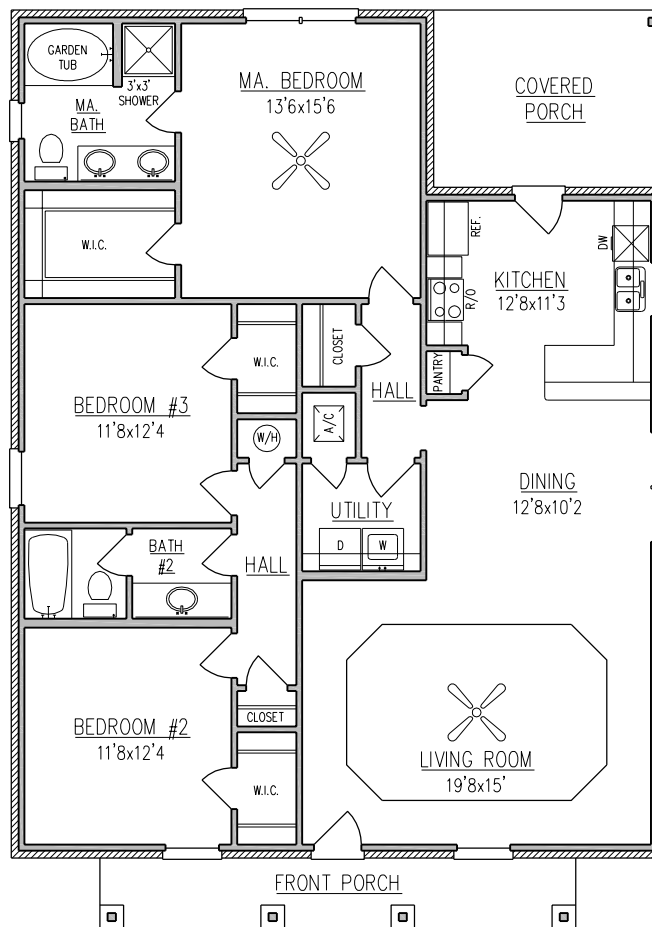 GARDEN
TUB
3'x3'
SHOWER
MA. BEDROOM
13'6x15'6
COVERED
PORCH
MA.
BATH
W.I.C.
REF.
DW
KITCHEN
12'8x11'3
R/O
W.I.C.
CLOSET
PANTRY
HALL
BEDROOM #3
11'8x12'4
W/H
A/C
DINING
12'8x10'2
UTILITY
D
W
BATH
#2
HALL
BEDROOM #2
11'8x12'4
CLOSET
W.I.C.
LIVING ROOM
19'8x15'
FRONT PORCH